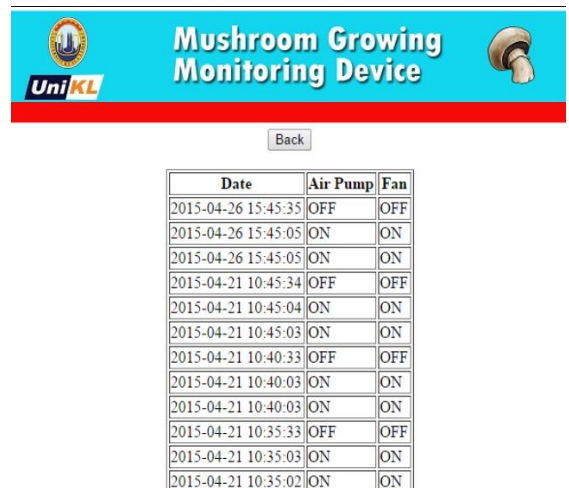 UniKL
Mushroom Growing
Monitoring Device
Back
Date Air Pump Fan
2015-04-26 15:45:35 OFF OFF
2015-04-26 15:45:05 ON ON
2015-04-26 15:45:05 ON ON
2015-04-21 10:45:34 OFF OFF
2015-04-21 10:45:04 ON ON
2015-04-21 10:45:03 ON ON
2015-04-21 10:40:33 OFF OFF
2015-04-21 10:40:03 ON ON
2015-04-21 10:40:03 ON ON
2015-04-21 10:35:33 OFF OFF
2015-04-21 10:35:03 ON ON
2015-04-21 10:35:02 ON ON